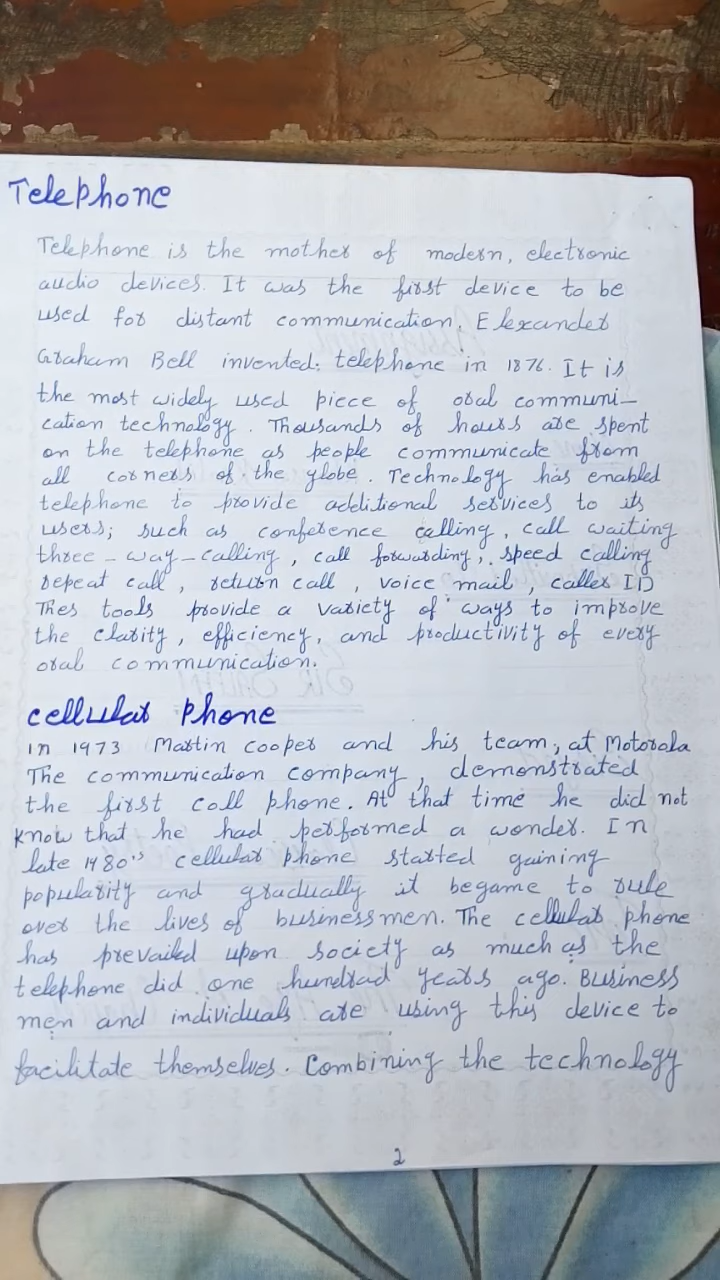 Telephone
Telephone is the mother of modern, electronic
audio devices. It was the first device to be
used for distant communication. Elexander
Graham Bell invented. telephone in 1876. It is
the most widely used piece of oral communi-
cation technology. Thousands of hours are spent
on the telephone as people communicate from
all corners of the globe. Technology has enabled
telephone to provide additional services to its
users; such as conference calling, call waiting
three-way-calling, call forwarding, speed calling
repeat call, return call, voice mail, caller ID
Thes tools provide a variety of ways to improve
the clarity, efficiency, and productivity of every
oral communication.
cellular phone
in 1973 Martin cooper and his team, at Motorola
The communication company, demonstrated
the first coll phone. At that time he did not
know that he had performed a wonder. In
late 1980's cellular phone started gaining
popularity and gradually it begame to rule
over the lives of businessmen. The cellular phone
has prevailed upon society as much as the
telephone did one hundrad years ago. Business
men and individuals are using this device to
facilitate themselves. Combining the technology
2